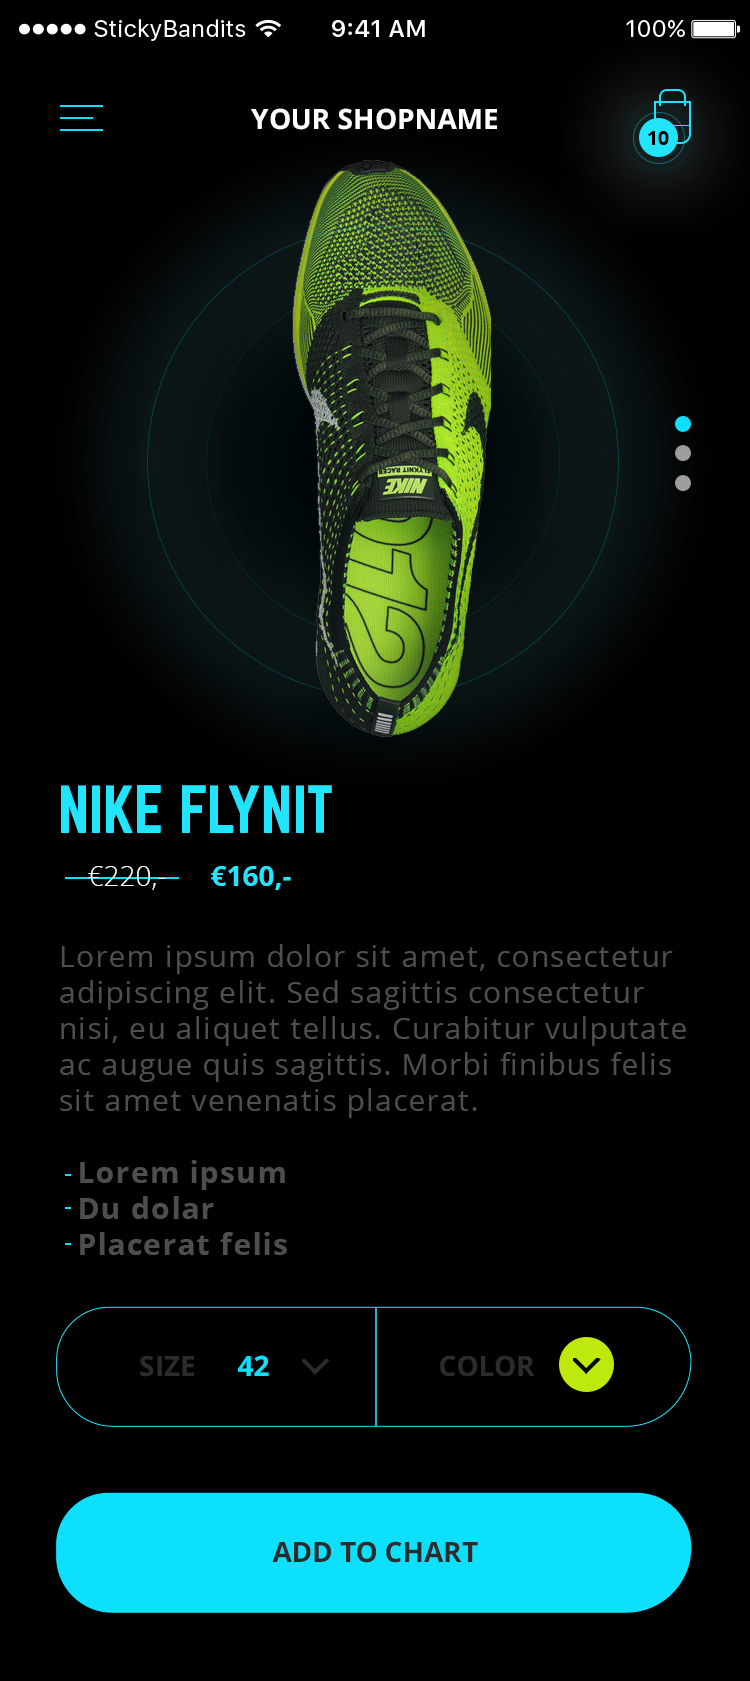 StickyBandits 9:41 AM 100%
YOUR SHOPNAME
10
FLYKNIT RACER
NIKE
NIKE FLYNIT
€220,- €160,-
Lorem ipsum dolor sit amet, consectetur
adipiscing elit. Sed sagittis consectetur
nisi, eu aliquet tellus. Curabitur vulputate
ac augue quis sagittis. Morbi finibus felis
sit amet venenatis placerat.
- Lorem ipsum
- Du dolar
- Placerat felis
SIZE 42 COLOR
ADD TO CHART